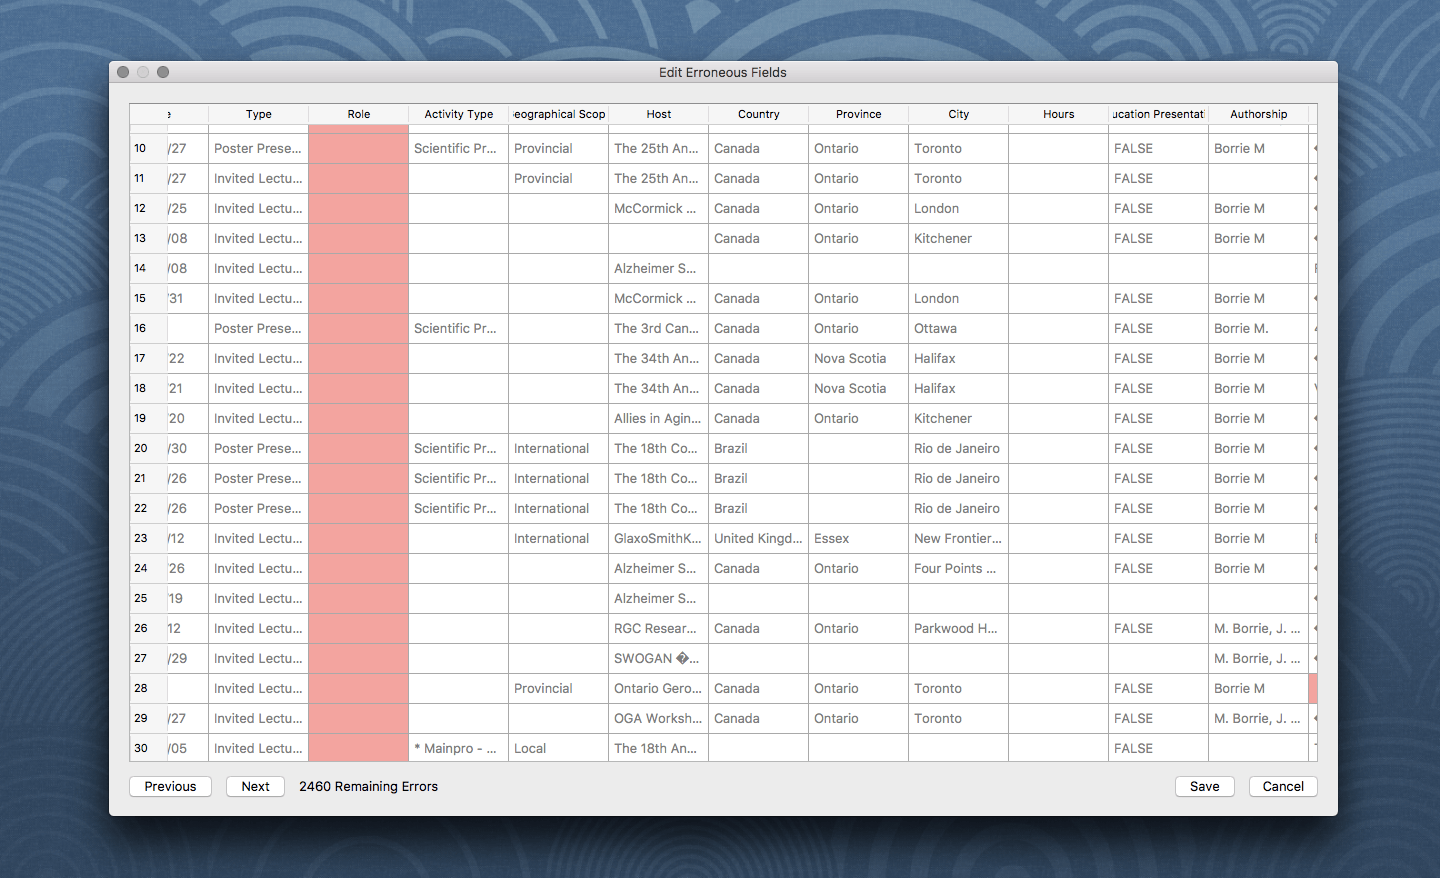 Edit Erroneous Fields
Type Role Activity Type Host Country Province City Hours Authorship
10 /27 Poster Prese... Scientific Pr... Provincial The 25th An... Canada Ontario Toronto FALSE Borrie M
11 /27 Invited Lectu... Provincial The 25th An... Canada Ontario Toronto FALSE
12 /25 Invited Lectu... McCormick ... Canada Ontario London FALSE Borrie M
13 /08 Invited Lectu... Canada Ontario Kitchener FALSE Borrie M
14 /08 Invited Lectu... Alzheimer S...
15 /31 Invited Lectu... McCormick ... Canada Ontario London FALSE Borrie M
16 Poster Prese... Scientific Pr... The 3rd Can... Canada Ontario Ottawa FALSE Borrie M.
17 /22 Invited Lectu... The 34th An... Canada Nova Scotia Halifax FALSE Borrie M
18 /21 Invited Lectu... The 34th An... Canada Nova Scotia Halifax FALSE Borrie M
19 /20 Invited Lectu... Allies in Agin... Canada Ontario Kitchener FALSE Borrie M
20 /30 Poster Prese... Scientific Pr... International The 18th Co... Brazil Rio de Janeiro FALSE Borrie M
21 /26 Poster Prese... Scientific Pr... International The 18th Co... Brazil Rio de Janeiro FALSE Borrie M
22 /26 Poster Prese... Scientific Pr... International The 18th Co... Brazil Rio de Janeiro FALSE Borrie M
23 /12 Invited Lectu... International GlaxoSmithK... United Kingd... Essex New Frontier... FALSE Borrie M
24 /26 Invited Lectu... Alzheimer S... Canada Ontario Four Points ... FALSE Borrie M
25 /19 Invited Lectu... Alzheimer S...
26 12 Invited Lectu... RGC Resear... Canada Ontario Parkwood H... FALSE M. Borrie, J. ...
27 /29 Invited Lectu... SWOGAN �... M. Borrie, J. ...
28 Invited Lectu... Provincial Ontario Gero... Canada Ontario Toronto FALSE Borrie M
29 /27 Invited Lectu... OGA Worksh... Canada Ontario Toronto FALSE M. Borrie, J. ...
30 /05 Invited Lectu... * Mainpro - ... Local The 18th An... FALSE
Previous Next 2460 Remaining Errors Save Cancel